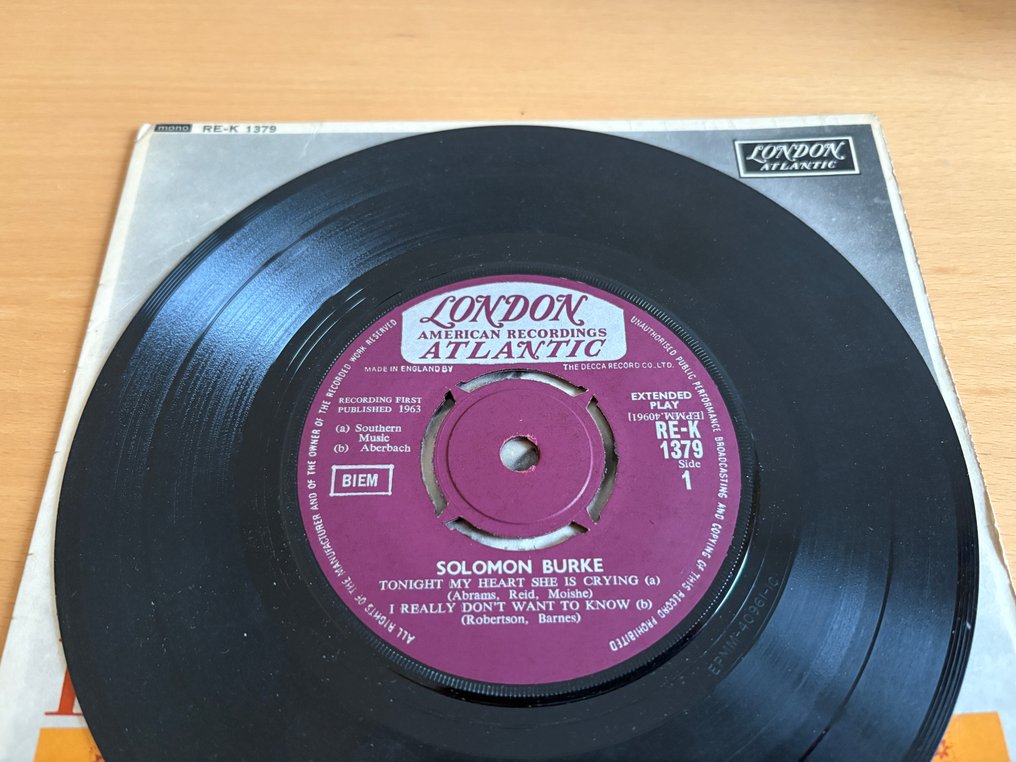 mono RE-K 1379
LONDON
ATLANTIC
LONDON
AMERICAN RECORDINGS
ATLANTIC
MADE IN ENGLAND BY THE DECCA RECORD CO., LTD.
ALL RIGHTS OF THE MANUFACTURER AND OF THE OWNER OF THE RECORDED WORK RESERVED
UNAUTHORISED PUBLIC PERFORMANCE BROADCASTING AND COPYING OF THIS RECORD PROHIBITED
RECORDING FIRST
PUBLISHED 1963
(a) Southern
Music
(b) Aberbach
BIEM
EXTENDED
PLAY
[EPMM.40961]
RE-K
1379
Side
1
SOLOMON BURKE
TONIGHT MY HEART SHE IS CRYING (a)
(Abrams, Reid, Moishe)
I REALLY DON'T WANT TO KNOW (b)
(Robertson, Barnes)
EPMM-40961-1C